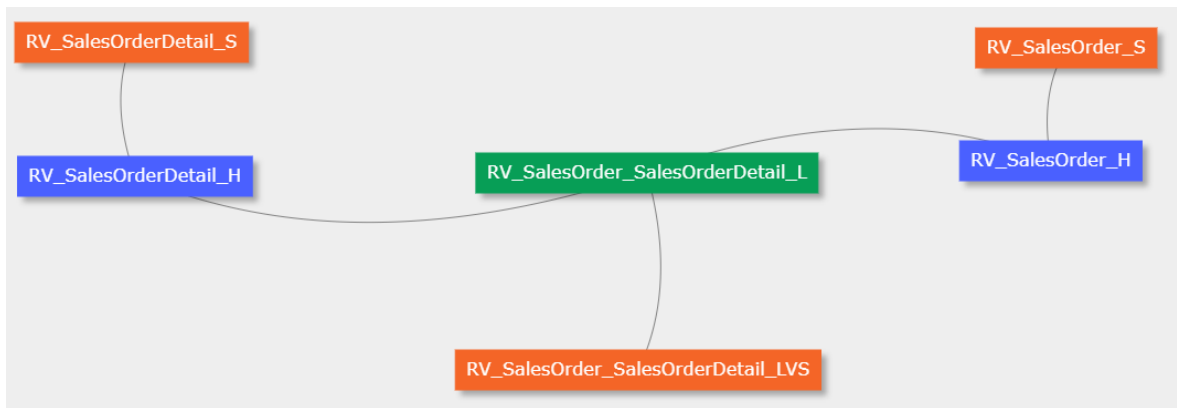 RV_SalesOrderDetail_S
RV_SalesOrder_S
RV_SalesOrderDetail_H
RV_SalesOrder_SalesOrderDetail_L
RV_SalesOrder_H
RV_SalesOrder_SalesOrderDetail_LVS